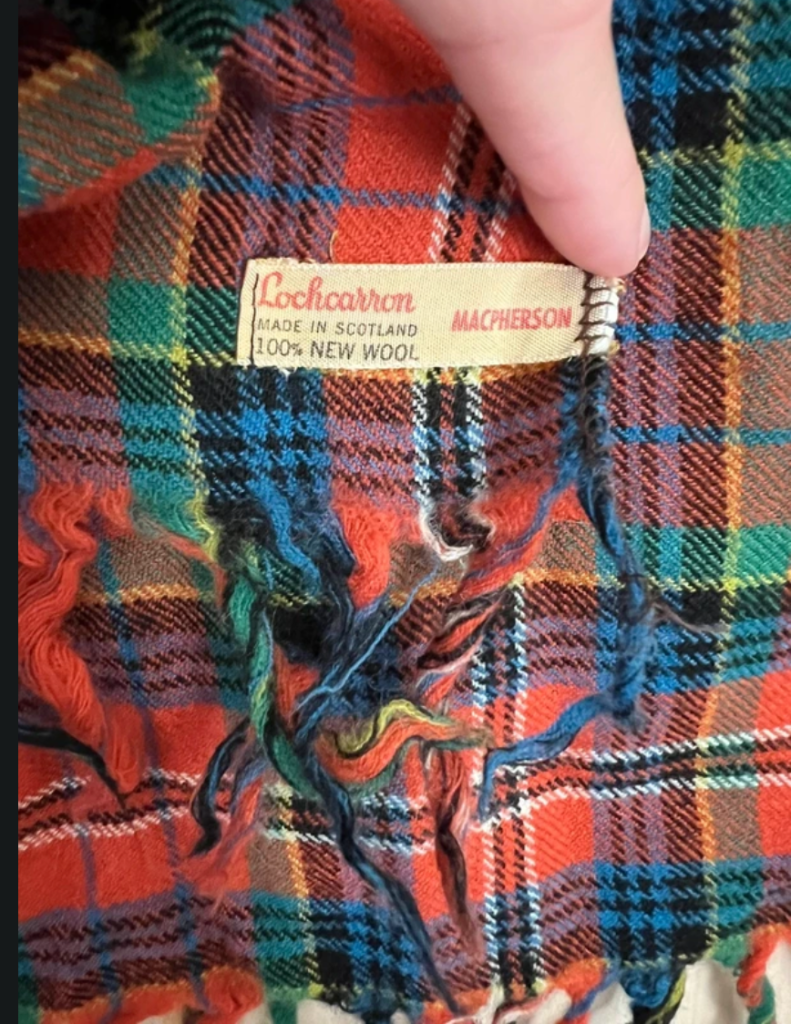 Lochcarron
MACPHERSON
MADE IN SCOTLAND
100% NEW WOOL